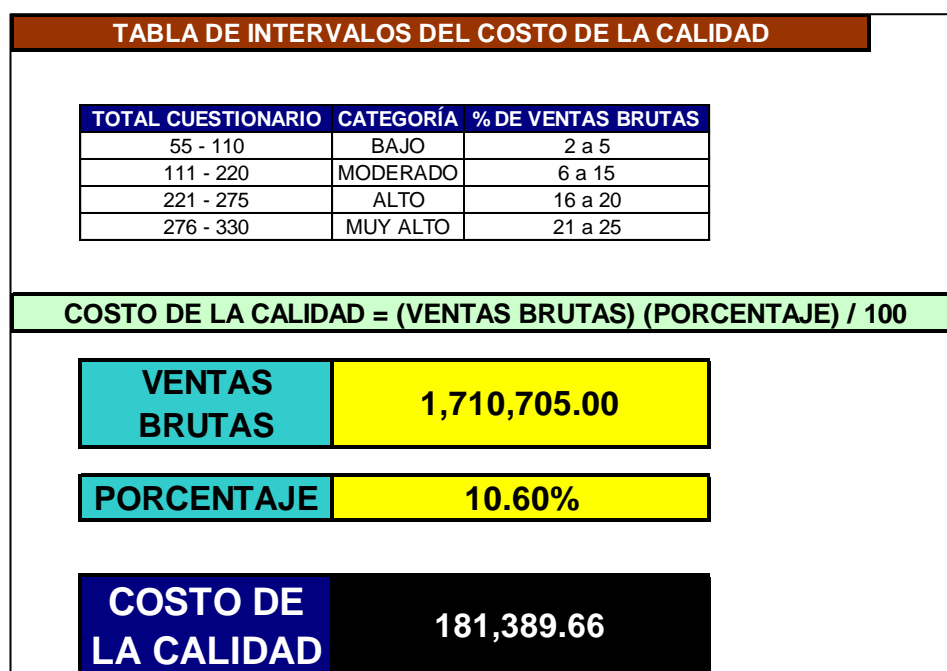 TABLA DE INTERVALOS DEL COSTO DE LA CALIDAD
TOTAL CUESTIONARIO CATEGORÍA % DE VENTAS BRUTAS
55 - 110 BAJO 2 a 5
111 - 220 MODERADO 6 a 15
221 - 275 ALTO 16 a 20
276 - 330 MUY ALTO 21 a 25
COSTO DE LA CALIDAD = (VENTAS BRUTAS) (PORCENTAJE) / 100
VENTAS
BRUTAS
1,710,705.00
PORCENTAJE 10.60%
COSTO DE
LA CALIDAD
181,389.66